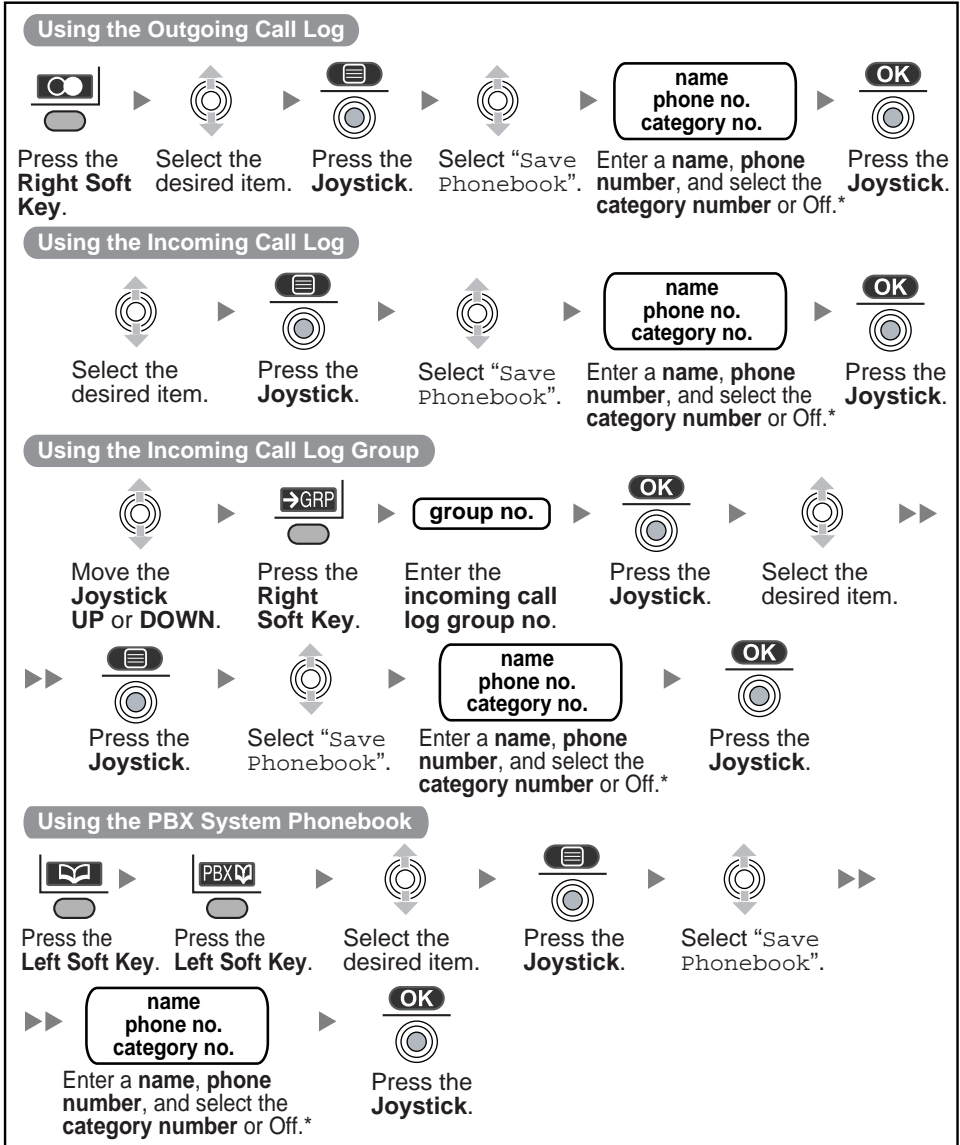 Using the Outgoing Call Log
OK
name
phone no.
category no.
Press the
Right Soft
Key.
Select the
desired item.
Press the
Joystick.
Select “Save
Phonebook”.
Enter a name, phone
number, and select the
category number or Off.*
Press the
Joystick.
Using the Incoming Call Log
name
phone no.
category no.
OK
Select the
desired item.
Press the
Joystick.
Select “Save
Phonebook”.
Enter a name, phone
number, and select the
category number or Off.*
Press the
Joystick.
Using the Incoming Call Log Group
→GRP
group no.
OK
Move the
Joystick
UP or DOWN.
Press the
Right
Soft Key.
Enter the
incoming call
log group no.
Press the
Joystick.
Select the
desired item.
name
phone no.
category no.
OK
Press the
Joystick.
Select “Save
Phonebook”.
Enter a name, phone
number, and select the
category number or Off.*
Press the
Joystick.
Using the PBX System Phonebook
PBX
Press the
Left Soft Key.
Press the
Left Soft Key.
Select the
desired item.
Press the
Joystick.
Select “Save
Phonebook”.
name
phone no.
category no.
OK
Enter a name, phone
number, and select the
category number or Off.*
Press the
Joystick.